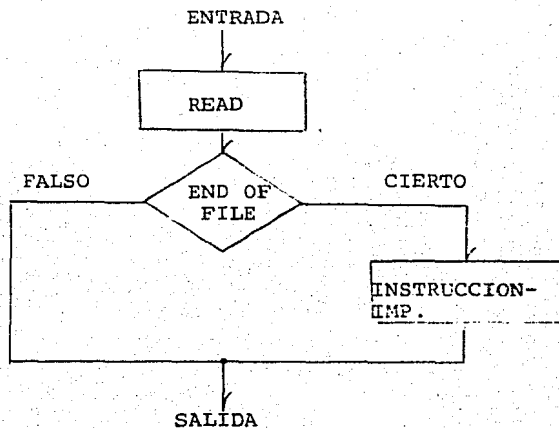 ENTRADA
READ
FALSO
END OF
FILE
CIERTO
INSTRUCCION-
IMP.
SALIDA